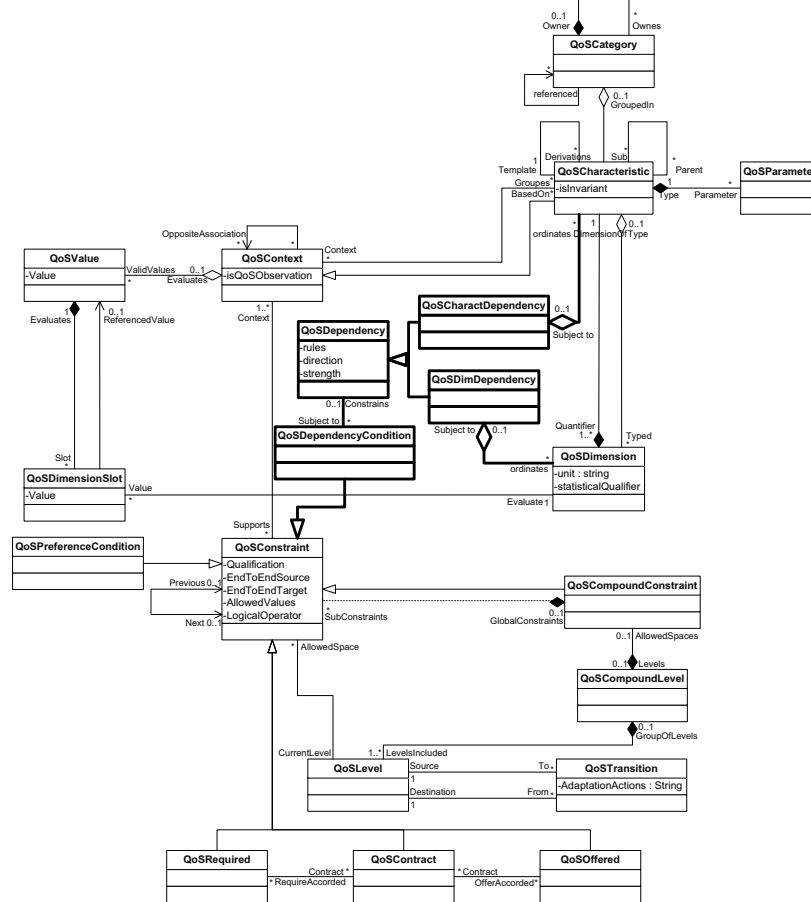 0..1
*
Owner
Ownes
QoSCategory
*
referenced
0..1
GroupedIn
*
*
1
Derivations
Sub
*
Template
Parent
QoSCharacteristic
QoSParamete
Groupes
*
-isInvariant
1
*
BasedOn
*
Type
Parameter
OppositeAssociation
*
*
*
1
0..1
ordinates
DimensionOfType
QoSValue
QoSContext
Context
*
-Value
ValidValues
0..1
-isQoSObservation
*
Evaluates
QoSCharactDependency
1
0..1
1..*
0..1
Evaluates
ReferencedValue
Context
QoSDependency
Subject to
-rules
-direction
-strength
QoSDimDependency
0..1
Constrains
Subject to
0..1
Quantifier
Subject to
*
1..*
Typed
*
QoSDependencyCondition
QoSDimension
Slot
*
*
ordinates
-unit : string
QoSDimensionSlot
-statisticalQualifier
-Value
Value
*
Evaluate
1
Supports
*
QoSPreferenceCondition
QoSConstraint
-Qualification
-EndToEndSource
Previous
0..1
-EndToEndTarget
QoSCompoundConstraint
-AllowedValues
*
-LogicalOperator
SubConstraints
GlobalConstraints
Next
0..1
0..1
AllowedSpaces
*
AllowedSpace
0..1
Levels
QoSCompoundLevel
0..1
GroupOfLevels
CurrentLevel
1..*
LevelsIncluded
QoSLevel
Source
To
*
QoSTransition
1
-AdaptationActions : String
Destination
From
*
1
QoSRequired
QoSContract
QoSOffered
Contract
*
*
Contract
*
RequireAccorded
OfferAccorded
*